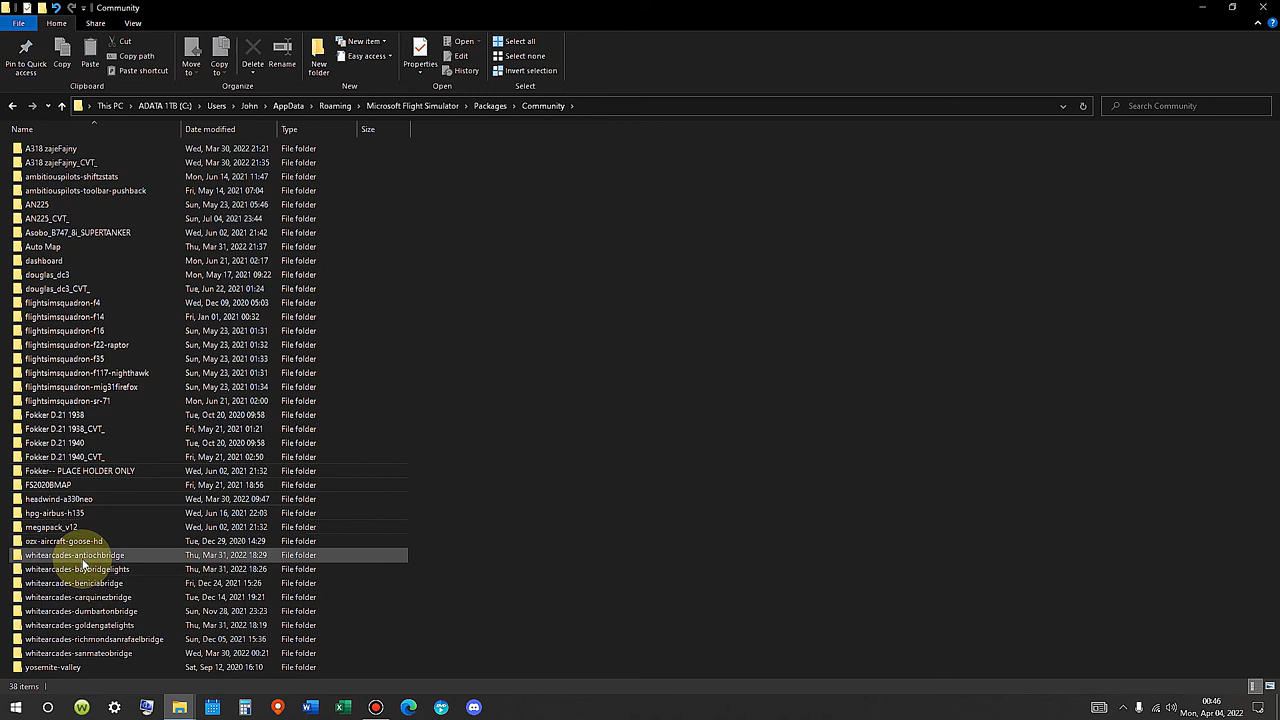 Community
File
Home
Share
View
Pin to Quick access
Copy
Paste
Cut
Copy path
Paste shortcut
Clipboard
Move to
Copy to
Delete
Rename
Organize
New folder
New item
Easy access
New
Properties
Open
Edit
History
Open
Select all
Select none
Invert selection
Select
This PC > ADATA 1TB (C:) > Users > John > AppData > Roaming > Microsoft Flight Simulator > Packages > Community >
Search Community
Name Date modified Type Size
A318 zajeFajny Wed, Mar 30, 2022 21:21 File folder
A318 zajeFajny_CVT_ Wed, Mar 30, 2022 21:35 File folder
ambitiouspilots-shiftzstats Mon, Jun 14, 2021 11:47 File folder
ambitiouspilots-toolbar-pushback Fri, May 14, 2021 07:04 File folder
AN225 Sun, May 23, 2021 05:46 File folder
AN225_CVT_ Sun, Jul 04, 2021 23:44 File folder
Asobo_B747_8i_SUPERTANKER Wed, Jun 02, 2021 21:42 File folder
Auto Map Thu, Mar 31, 2022 21:37 File folder
dashboard Mon, Jun 21, 2021 02:17 File folder
douglas_dc3 Mon, May 17, 2021 09:22 File folder
douglas_dc3_CVT_ Tue, Jun 22, 2021 01:24 File folder
flightsimsquadron-f4 Wed, Dec 09, 2020 05:03 File folder
flightsimsquadron-f14 Fri, Jan 01, 2021 00:32 File folder
flightsimsquadron-f16 Sun, May 23, 2021 01:31 File folder
flightsimsquadron-f22-raptor Sun, May 23, 2021 01:33 File folder
flightsimsquadron-f35 Sun, May 23, 2021 01:33 File folder
flightsimsquadron-f117-nighthawk Sun, May 23, 2021 01:31 File folder
flightsimsquadron-mig31firefox Sun, May 23, 2021 01:34 File folder
flightsimsquadron-sr-71 Mon, Jun 21, 2021 02:00 File folder
Fokker D.21 1938 Tue, Oct 20, 2020 09:58 File folder
Fokker D.21 1938_CVT_ Fri, May 21, 2021 01:21 File folder
Fokker D.21 1940 Tue, Oct 20, 2020 09:58 File folder
Fokker D.21 1940_CVT_ Fri, May 21, 2021 02:50 File folder
Fokker-- PLACE HOLDER ONLY Wed, Jun 02, 2021 21:32 File folder
FS2020BMAP Fri, May 21, 2021 18:56 File folder
headwind-a330neo Wed, Mar 30, 2022 09:47 File folder
hpg-airbus-h135 Wed, Jun 16, 2021 22:03 File folder
megapack_v12 Wed, Jun 02, 2021 21:32 File folder
ozx-aircraft-goose-hd Tue, Dec 29, 2020 14:29 File folder
whitearcades-antiochbridge Thu, Mar 31, 2022 18:29 File folder
whitearcades-baybridgelights Thu, Mar 31, 2022 18:26 File folder
whitearcades-beniciabridge Fri, Dec 24, 2021 15:26 File folder
whitearcades-carquinezbridge Tue, Dec 14, 2021 19:21 File folder
whitearcades-dumbartonbridge Sun, Nov 28, 2021 23:23 File folder
whitearcades-goldengatelights Thu, Mar 31, 2022 18:19 File folder
whitearcades-richmondsanrafaelbridge Sun, Dec 05, 2021 15:36 File folder
whitearcades-sanmateobridge Wed, Mar 30, 2022 00:21 File folder
yosemite-valley Sat, Sep 12, 2020 16:10 File folder
38 items
00:46
Mon, Apr 04, 2022